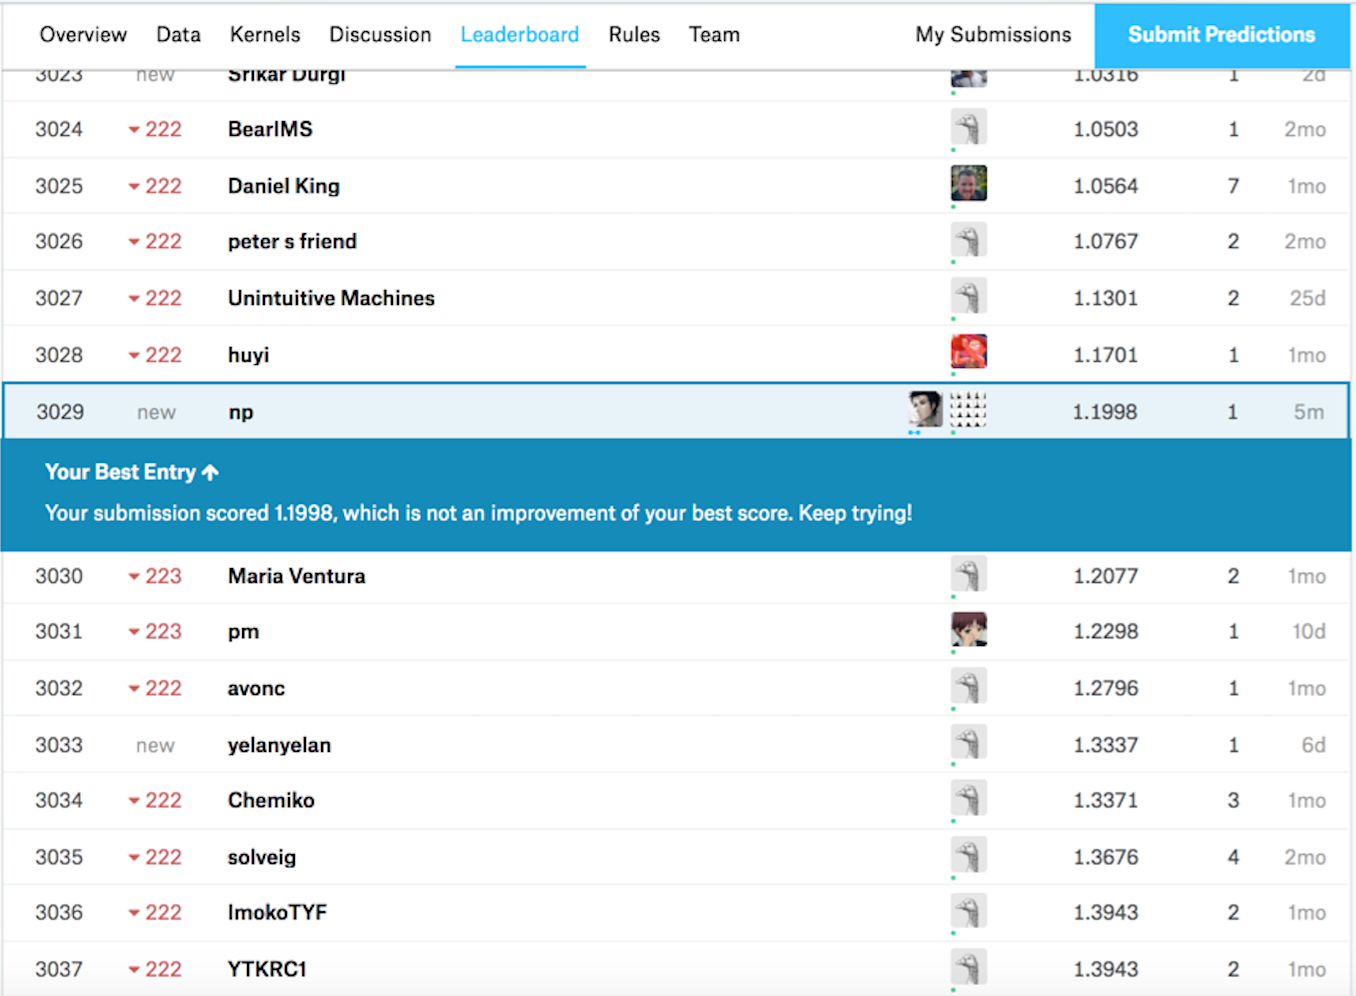 Overview Data Kernels Discussion Leaderboard Rules Team My Submissions Submit Predictions
3023 new Srikar Durgi 1.0316 1 2d
3024 222 BearIMS 1.0503 1 2mo
3025 222 Daniel King 1.0564 7 1mo
3026 222 peter s friend 1.0767 2 2mo
3027 222 Unintuitive Machines 1.1301 2 25d
3028 222 huyi 1.1701 1 1mo
3029 new np 1.1998 1 5m
Your Best Entry
Your submission scored 1.1998, which is not an improvement of your best score. Keep trying!
3030 223 Maria Ventura 1.2077 2 1mo
3031 223 pm 1.2298 1 10d
3032 222 avonc 1.2796 1 1mo
3033 new yelanyelan 1.3337 1 6d
3034 222 Chemiko 1.3371 3 1mo
3035 222 solveig 1.3676 4 2mo
3036 222 ImokoTYF 1.3943 2 1mo
3037 222 YTKRC1 1.3943 2 1mo